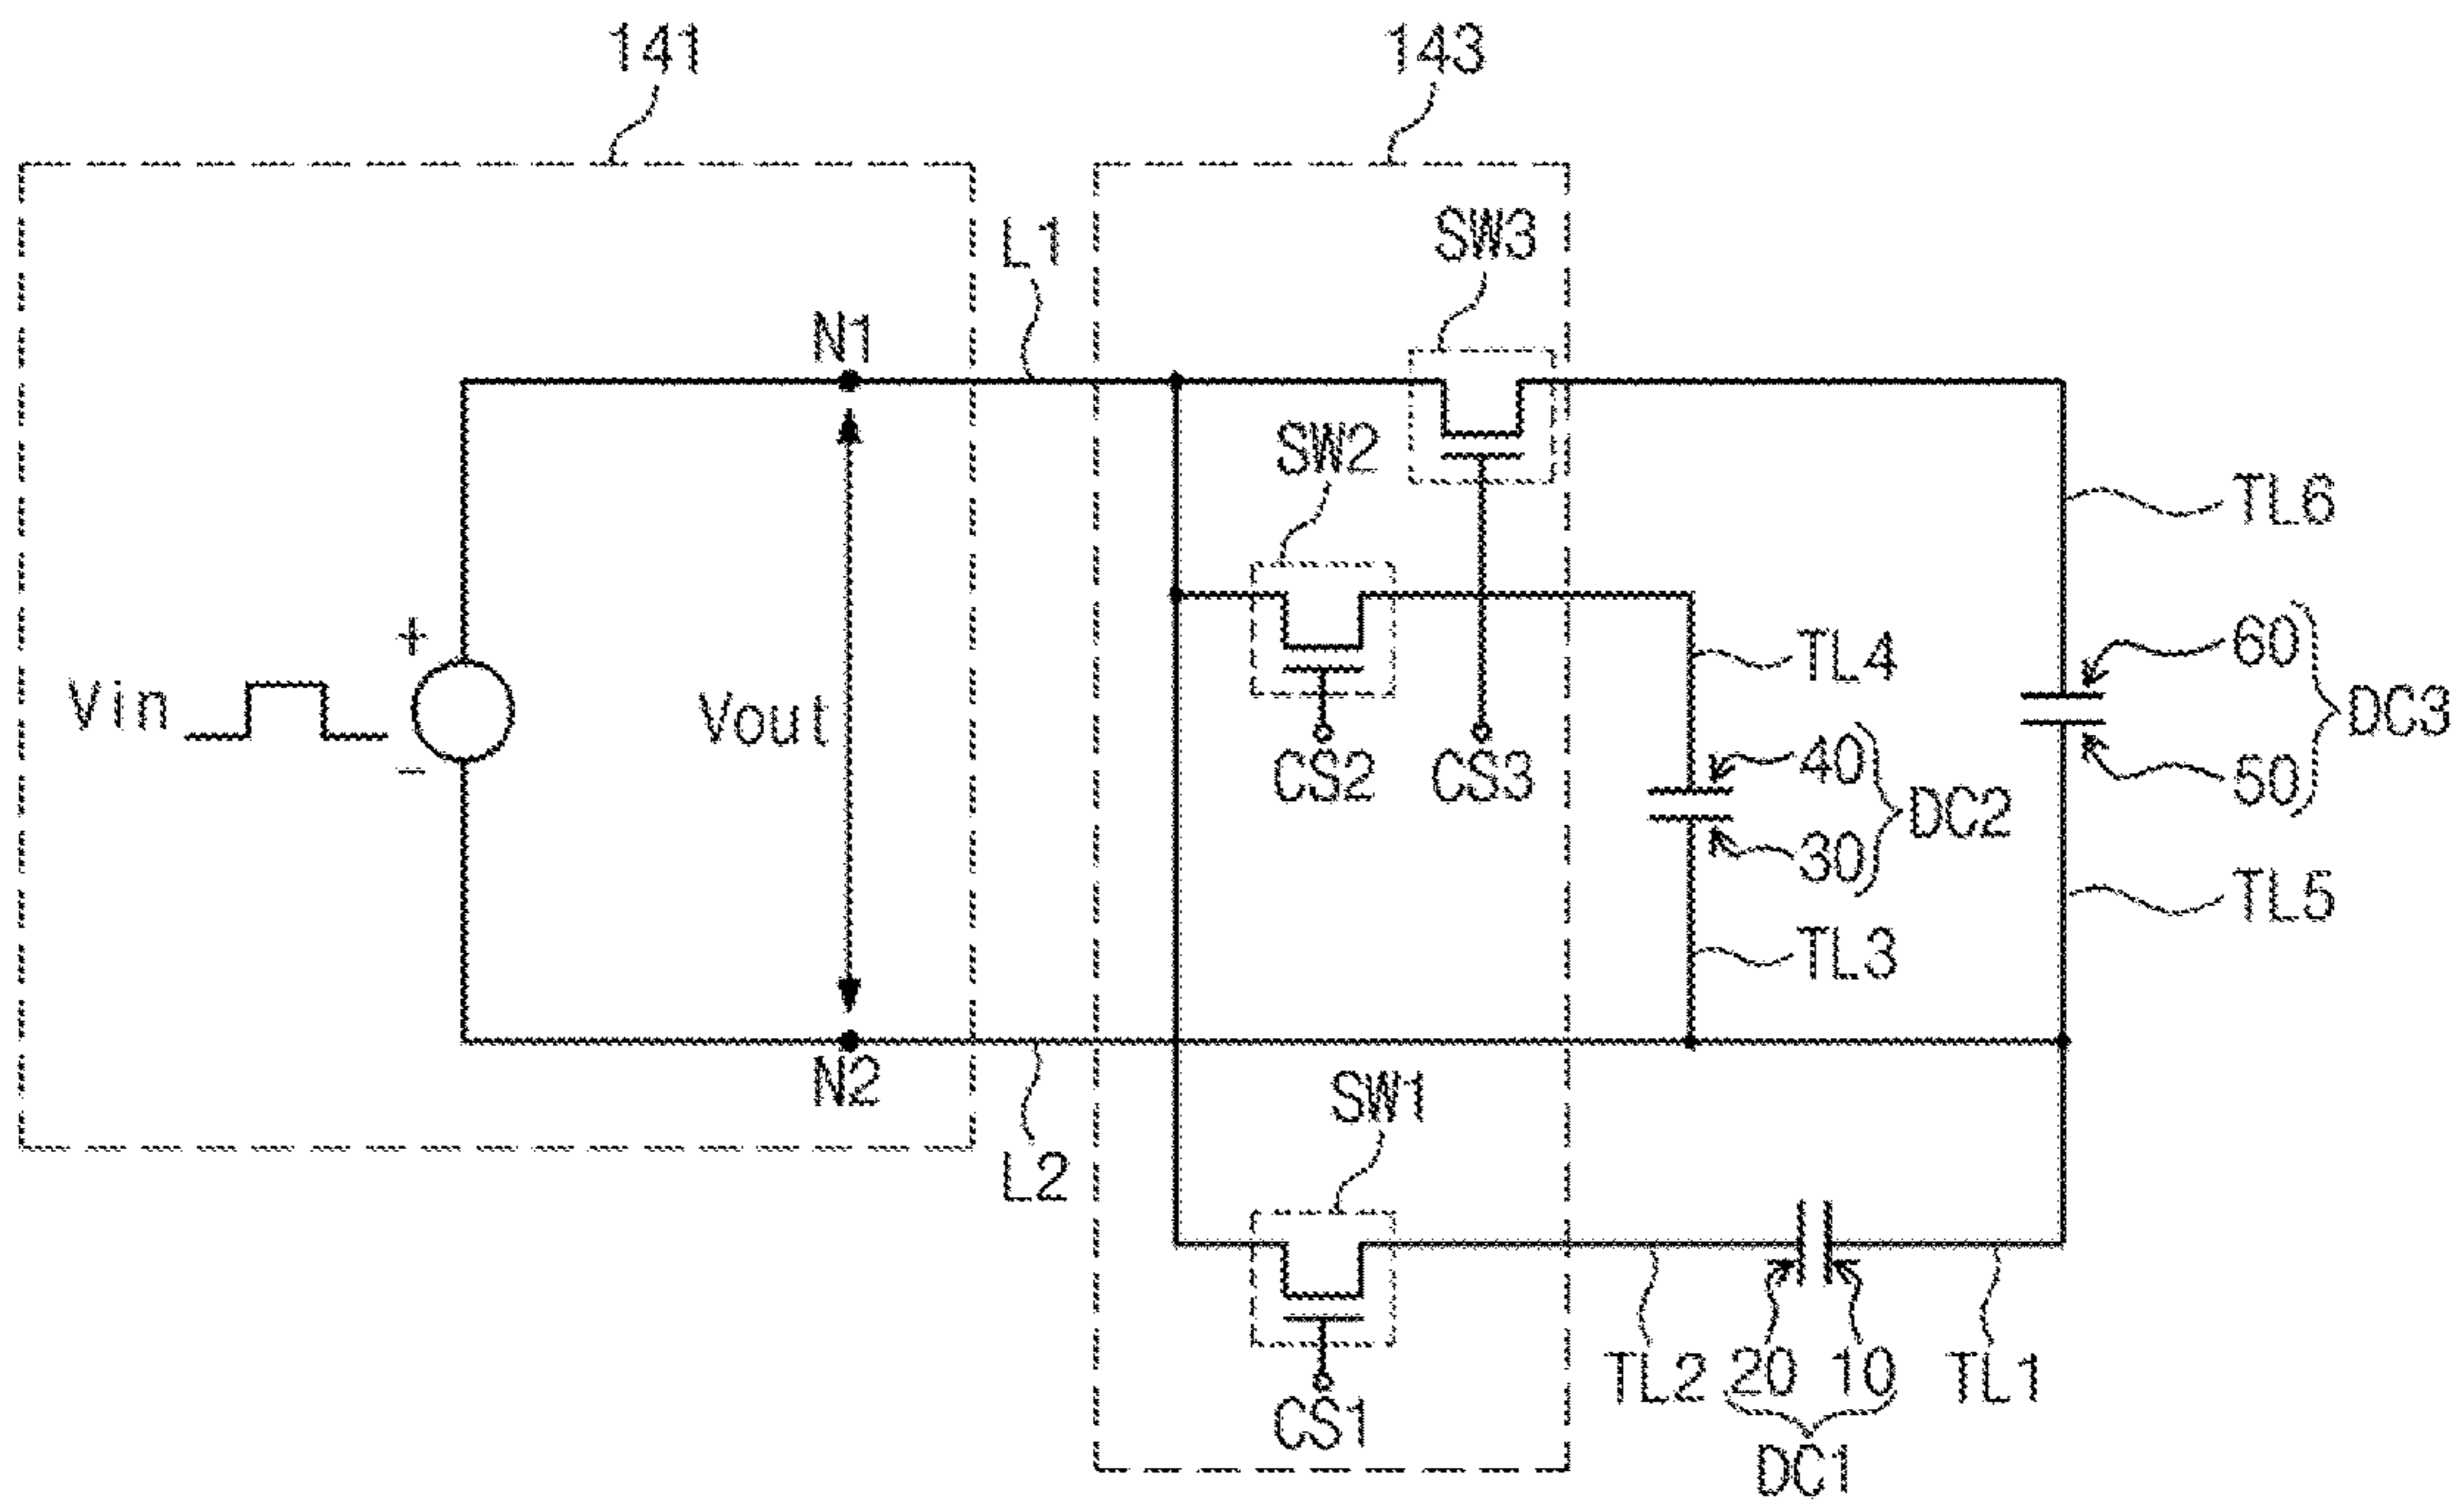 141
143
L1
SW3
N1
SW2
TL6
+
60
TL4
Vin
Vout
DC3
40
-
CS2
CS3
50
DC2
30
TL5
TL3
N2
SW1
L2
TL2
20
10
TL1
CS1
DC1